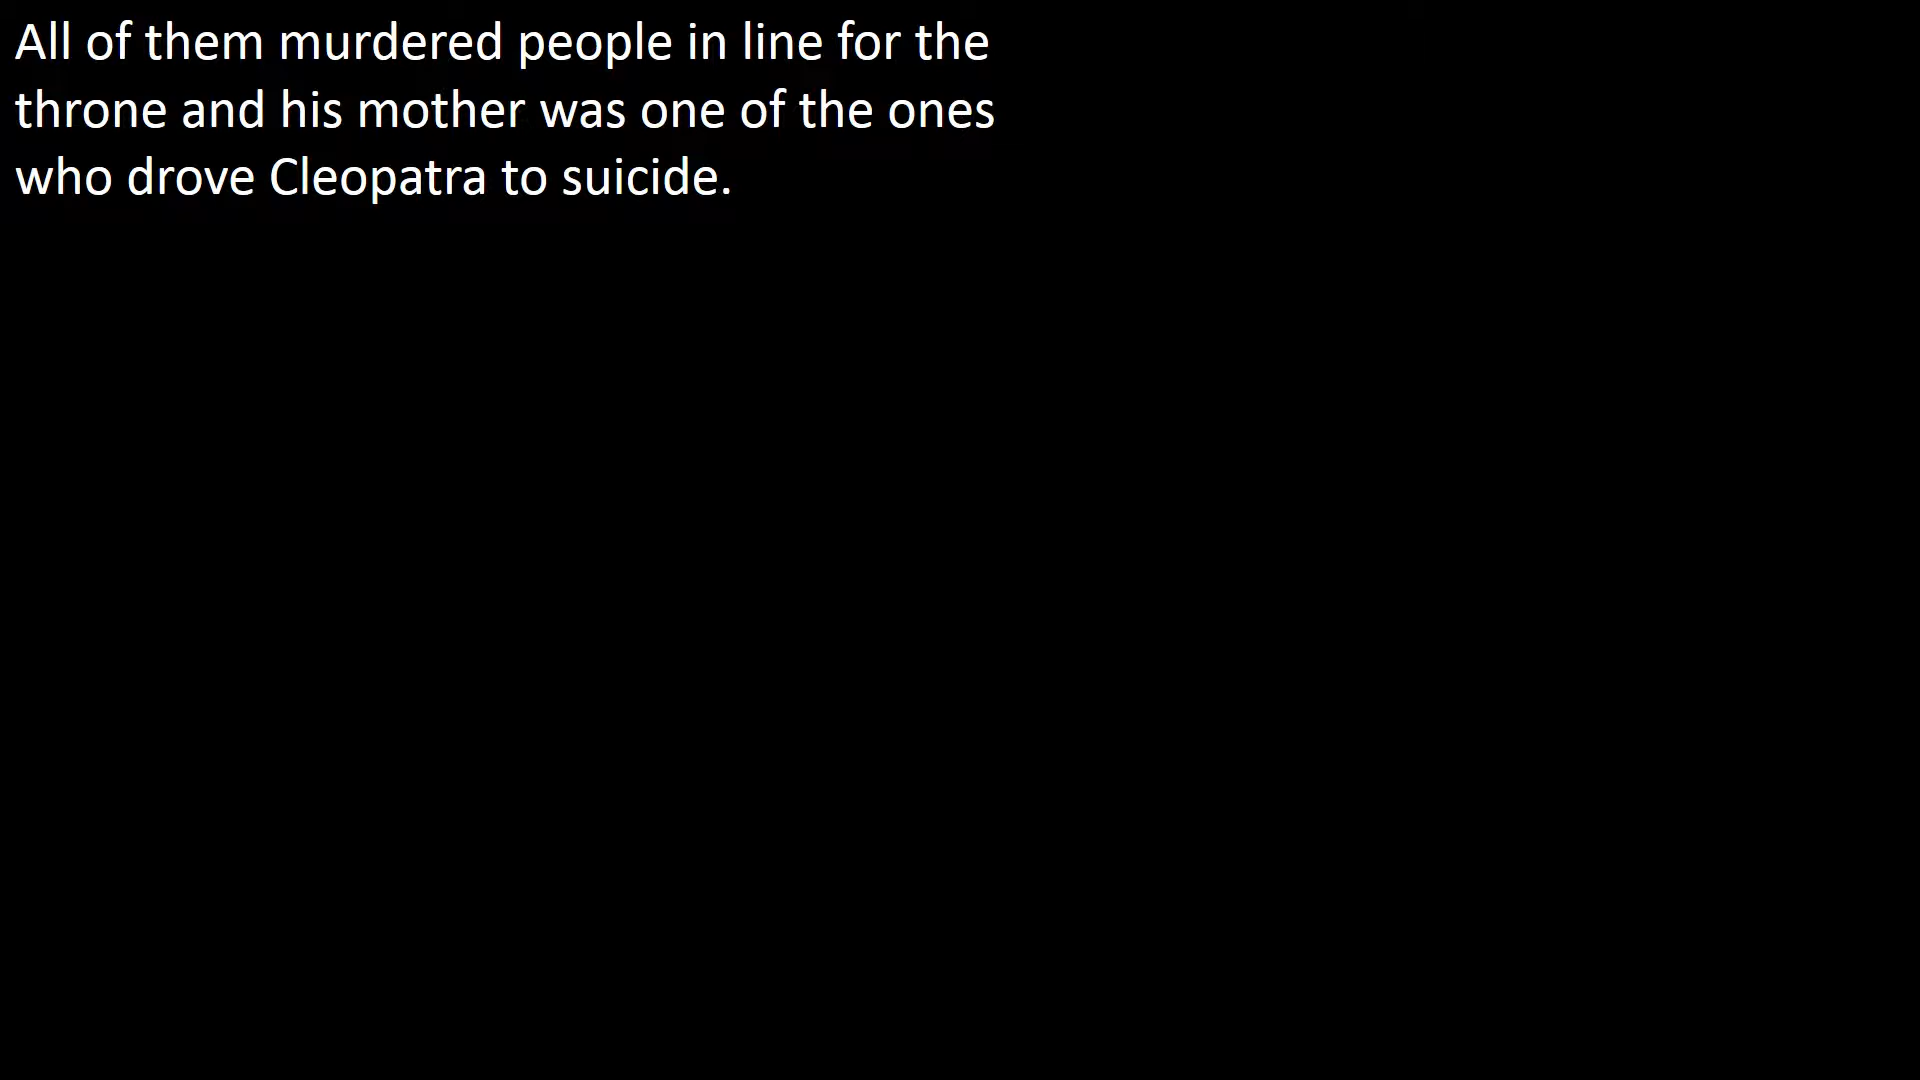 All of them murdered people in line for the
throne and his mother was one of the ones
who drove Cleopatra to suicide.